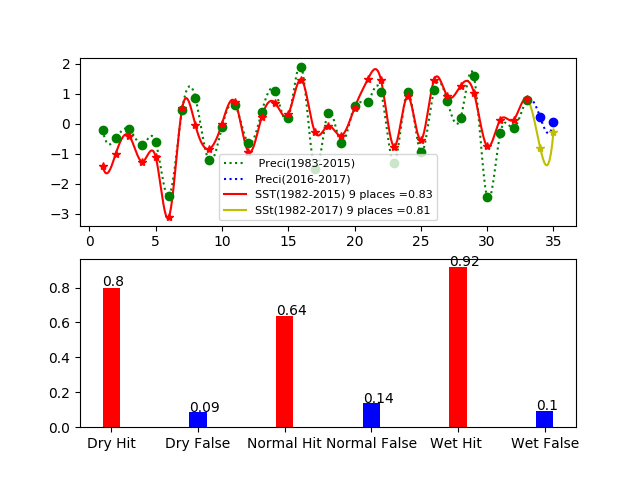 2
1
0
−1
−2
−3
Preci(1983-2015)
Preci(2016-2017)
SST(1982-2015) 9 places =0.83
SSt(1982-2017) 9 places =0.81
0 5 10 15 20 25 30 35
0.8
0.6
0.4
0.2
0.0
0.8 0.09 0.64 0.14 0.92 0.1
Dry Hit Dry False Normal Hit Normal False Wet Hit Wet False